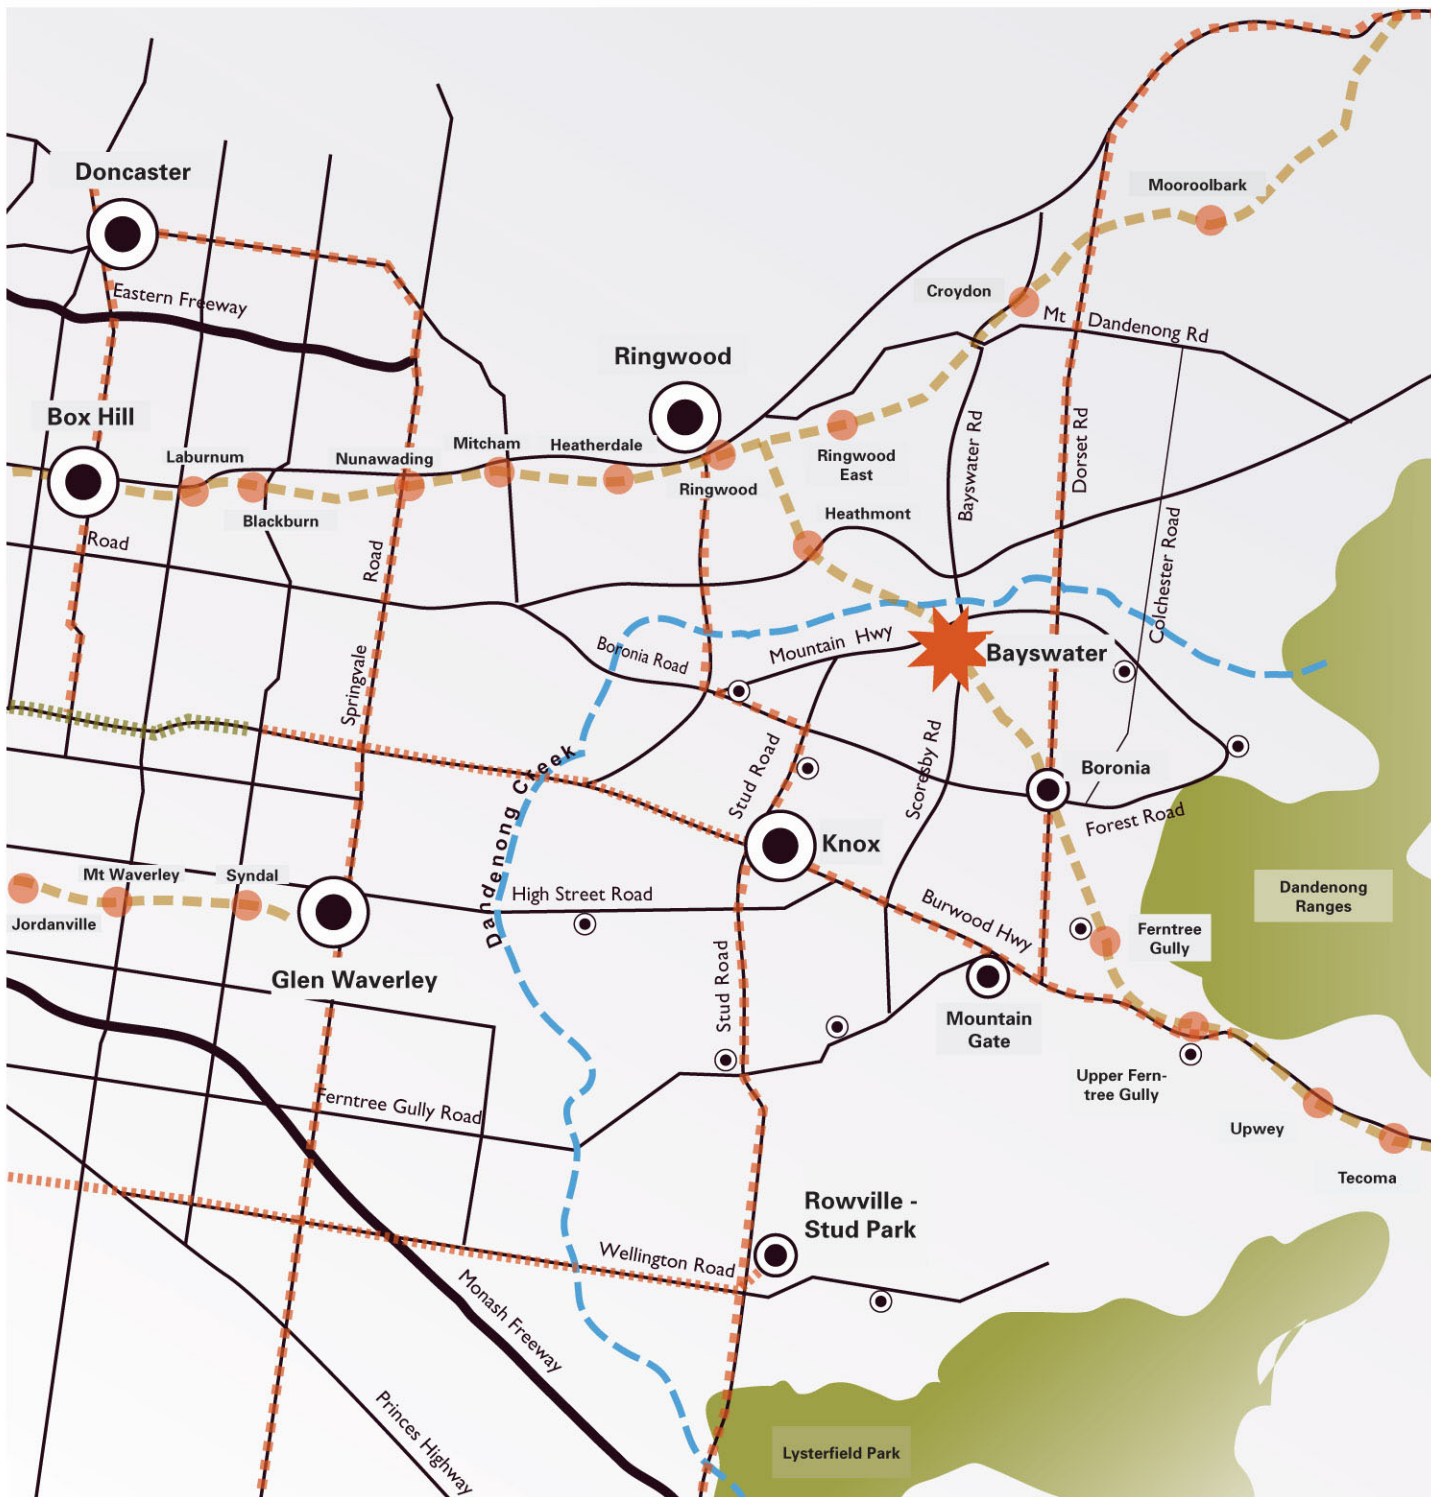 Doncaster
Mooroolbark
Eastern Freeway
Croydon
Mt Dandenong Rd
Ringwood
Box Hill
Laburnum
Nunawading
Mitcham
Heatherdale
Ringwood
Ringwood
East
Bayswater Rd
Dorset Rd
Blackburn
Heathmont
Road
Road
Colchester Road
Springvale
Boronia Road
Mountain Hwy
Bayswater
Dandenong Creek
Stud Road
Scoresby Rd
Boronia
Forest Road
Knox
Mt Waverley
Syndal
High Street Road
Burwood Hwy
Dandenong
Ranges
Jordanville
Ferntree
Gully
Glen Waverley
Stud Road
Mountain
Gate
Upper Fern-
tree Gully
Ferntree Gully Road
Upwey
Tecoma
Rowville -
Stud Park
Wellington Road
Monash Freeway
Princes Highway
Lysterfield Park